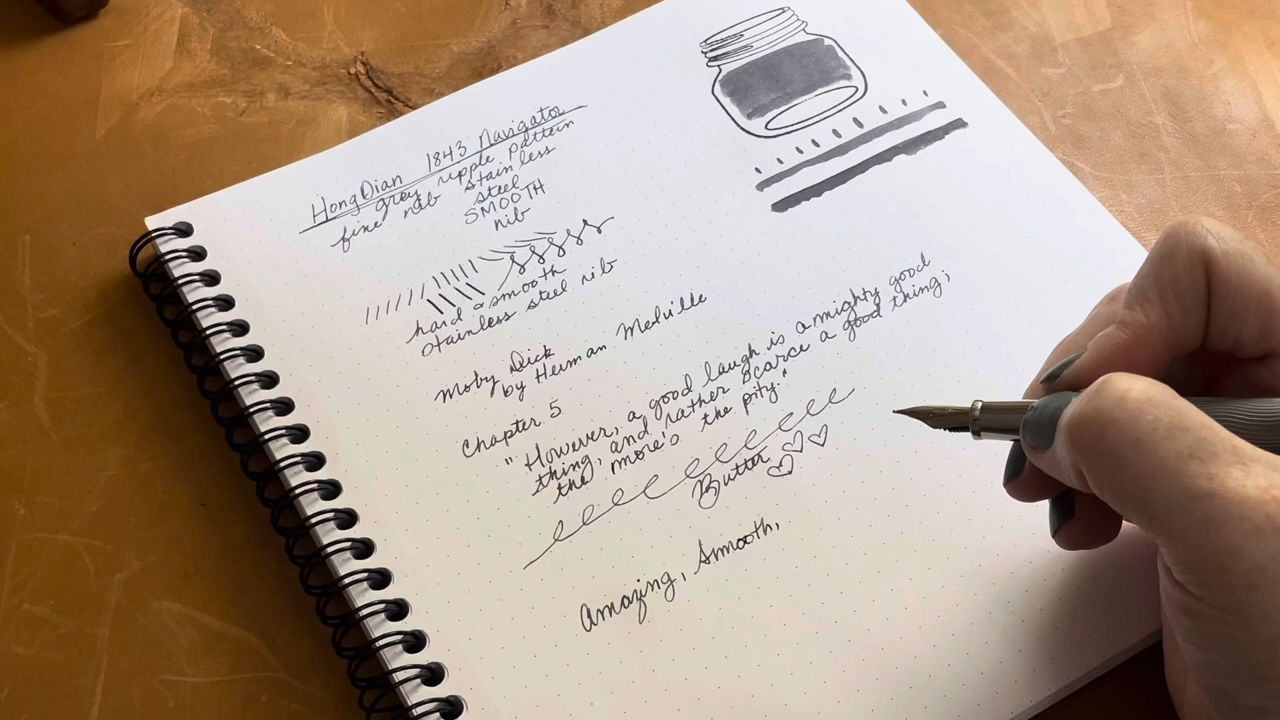 HongDian 1843 Navigator
grey ripple pattern
fine nib stainless
steel
SMOOTH
nib
hard & smooth
stainless steel nib
Moby Dick
by Herman Melville
Chapter 5
"However, a good laugh is a mighty good
thing, and rather scarce a good thing;
the more's the pity."
Butter
Amazing, Smooth,